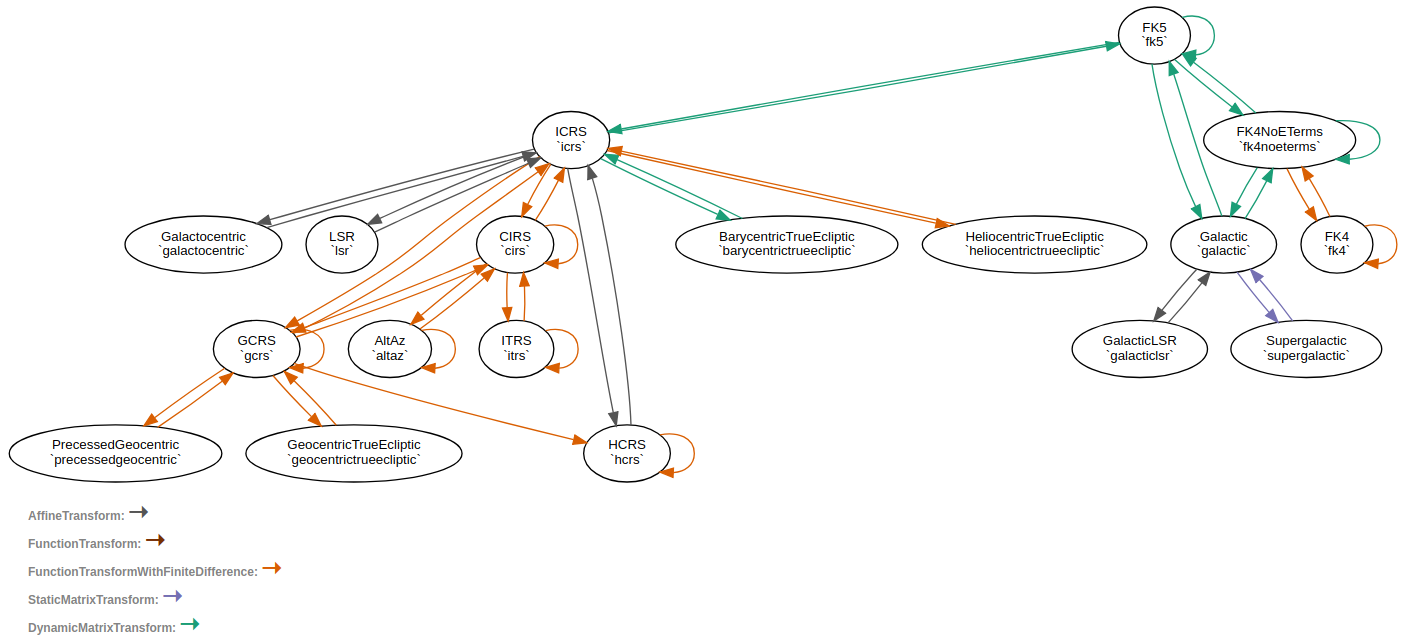 FK5
`fk5`
ICRS
`icrs`
FK4NoETerms
`fk4noeterms`
Galactocentric
`galactocentric`
LSR
`lsr`
CIRS
`cirs`
BarycentricTrueEcliptic
`barycentrictrueecliptic`
HeliocentricTrueEcliptic
`heliocentrictrueecliptic`
Galactic
`galactic`
FK4
`fk4`
GCRS
`gcrs`
AltAz
`altaz`
ITRS
`itrs`
GalacticLSR
`galacticlsr`
Supergalactic
`supergalactic`
PrecessedGeocentric
`precessedgeocentric`
GeocentricTrueEcliptic
`geocentrictrueecliptic`
HCRS
`hcrs`
AffineTransform: ➞
FunctionTransform: ➞
FunctionTransformWithFiniteDifference: ➞
StaticMatrixTransform: ➞
DynamicMatrixTransform: ➞